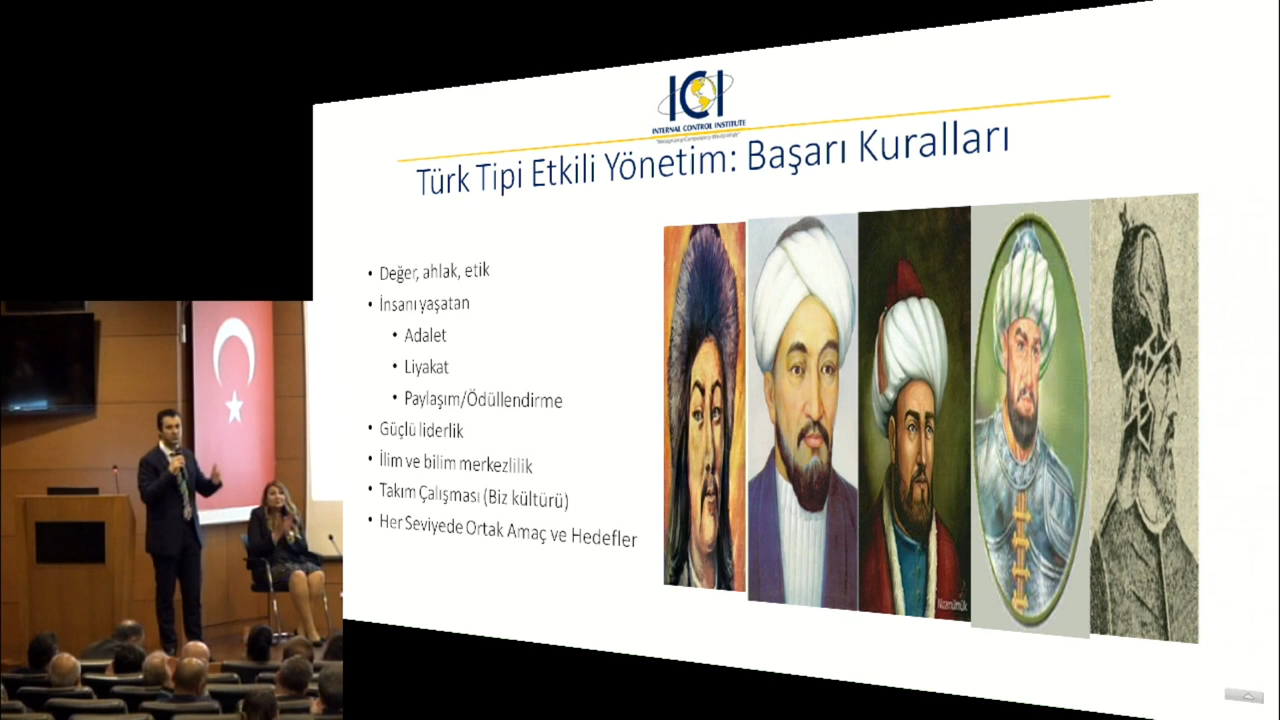 ICI
INTERNAL CONTROL INSTITUTE
Türk Tipi Etkili Yönetim: Başarı Kuralları
• Değer, ahlak, etik
• İnsanı yaşatan
• Adalet
• Liyakat
• Paylaşım/Ödüllendirme
• Güçlü liderlik
• İlim ve bilim merkezlilik
• Takım Çalışması (Biz kültürü)
• Her Seviyede Ortak Amaç ve Hedefler